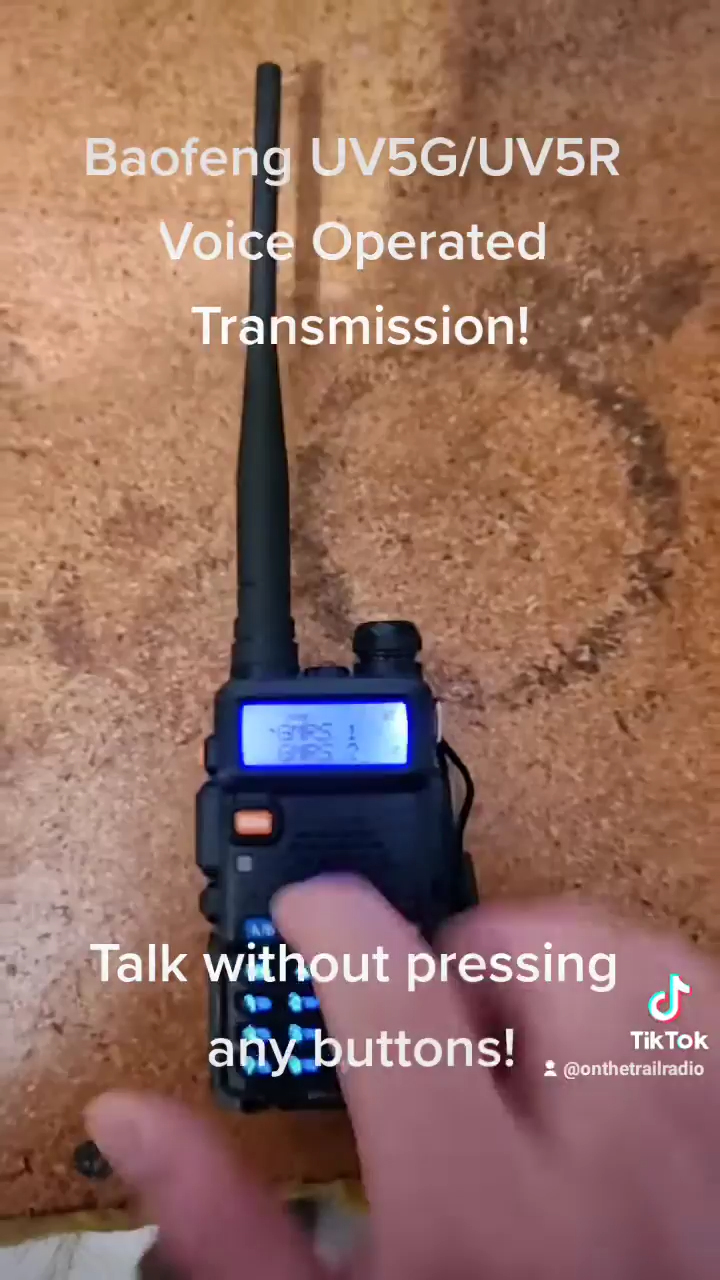 Baofeng UV5G/UV5R
Voice Operated
Transmission!
GMRS 1
GMRS 2
Talk without pressing
any buttons!
TikTok
@onthetrailradio